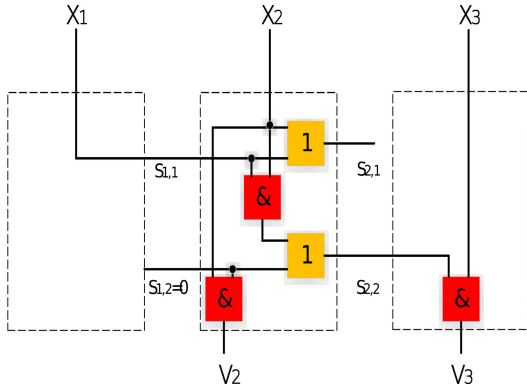 X1 X2 X3
1
S1,1 S2,1
&
1
S1,2=0 S2,2
& &
V2 V3